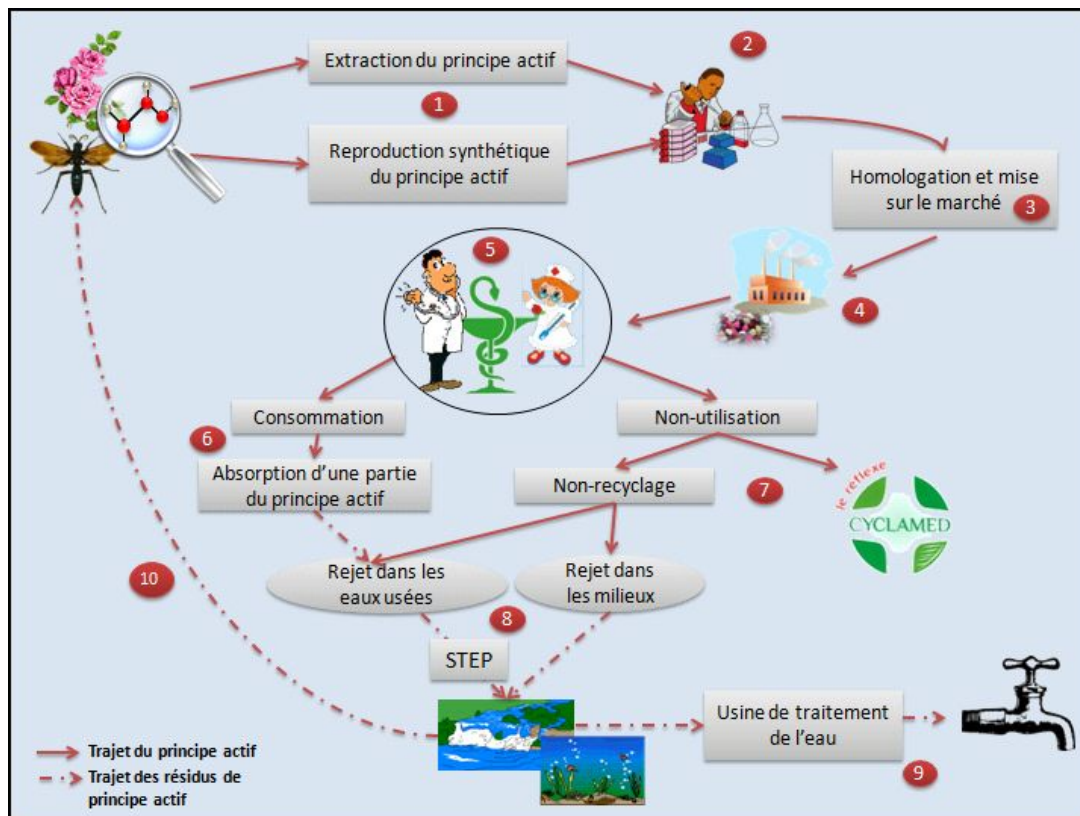 Extraction du principe actif
1
Reproduction synthétique
du principe actif
2
Homologation et mise
sur le marché
3
4
5
Consommation
Non-utilisation
6
Absorption d'une partie
du principe actif
Non-recyclage
7
le réflexe
CYCLAMED
10
Rejet dans les
eaux usées
Rejet dans
les milieux
8
STEP
Usine de traitement
de l'eau
9
Trajet du principe actif
Trajet des résidus de
principe actif